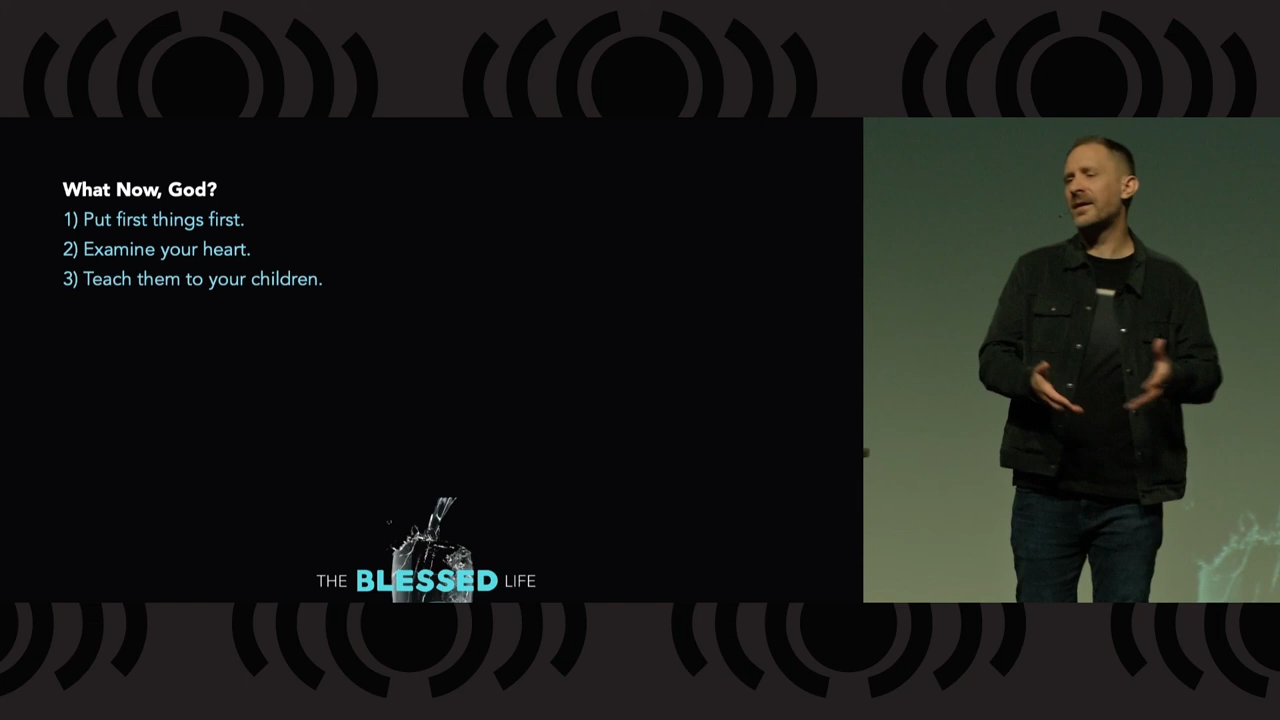 What Now, God?
1) Put first things first.
2) Examine your heart.
3) Teach them to your children.
THE BLESSED LIFE